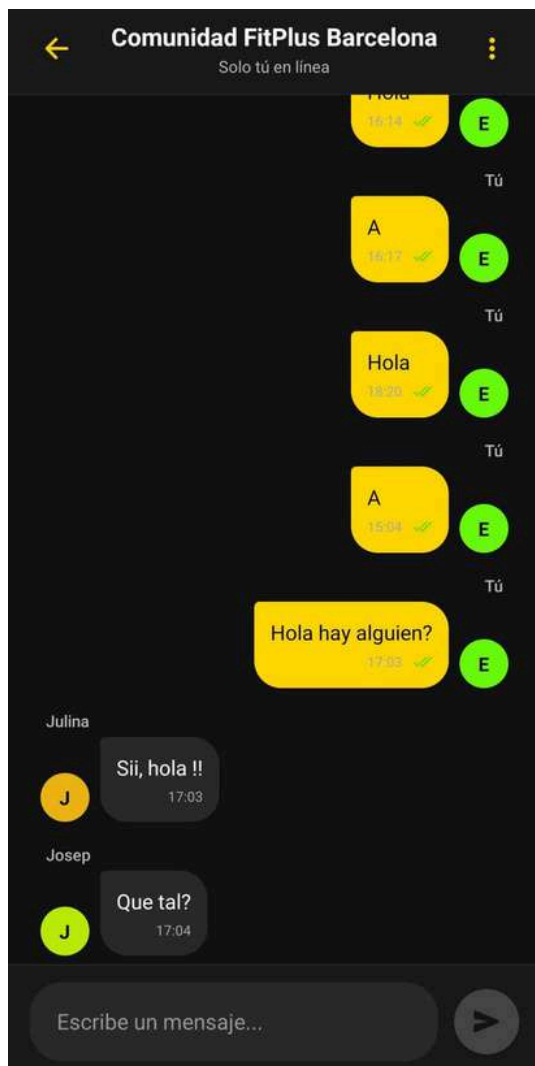 Comunidad FitPlus Barcelona
Solo tú en línea
Hola
16:14
E
Tú
A
16:17
E
Tú
Hola
18:20
E
Tú
A
15:04
E
Tú
Hola hay alguien?
17:03
E
Julina
Sii, hola !!
J
17:03
Josep
Que tal?
J
17:04
Escribe un mensaje...